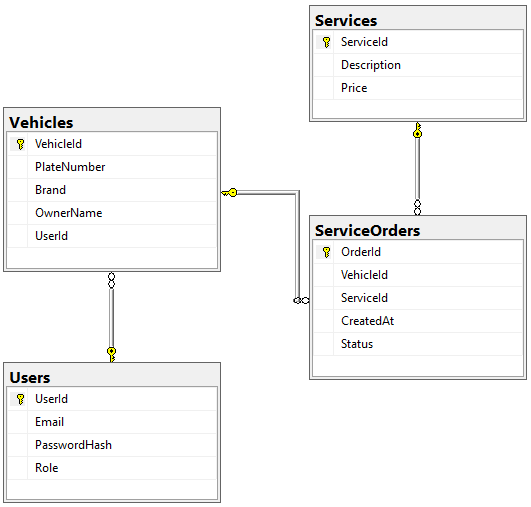 Services
ServiceId
Description
Price
Vehicles
VehicleId
PlateNumber
Brand
OwnerName
UserId
ServiceOrders
OrderId
VehicleId
ServiceId
CreatedAt
Status
Users
UserId
Email
PasswordHash
Role